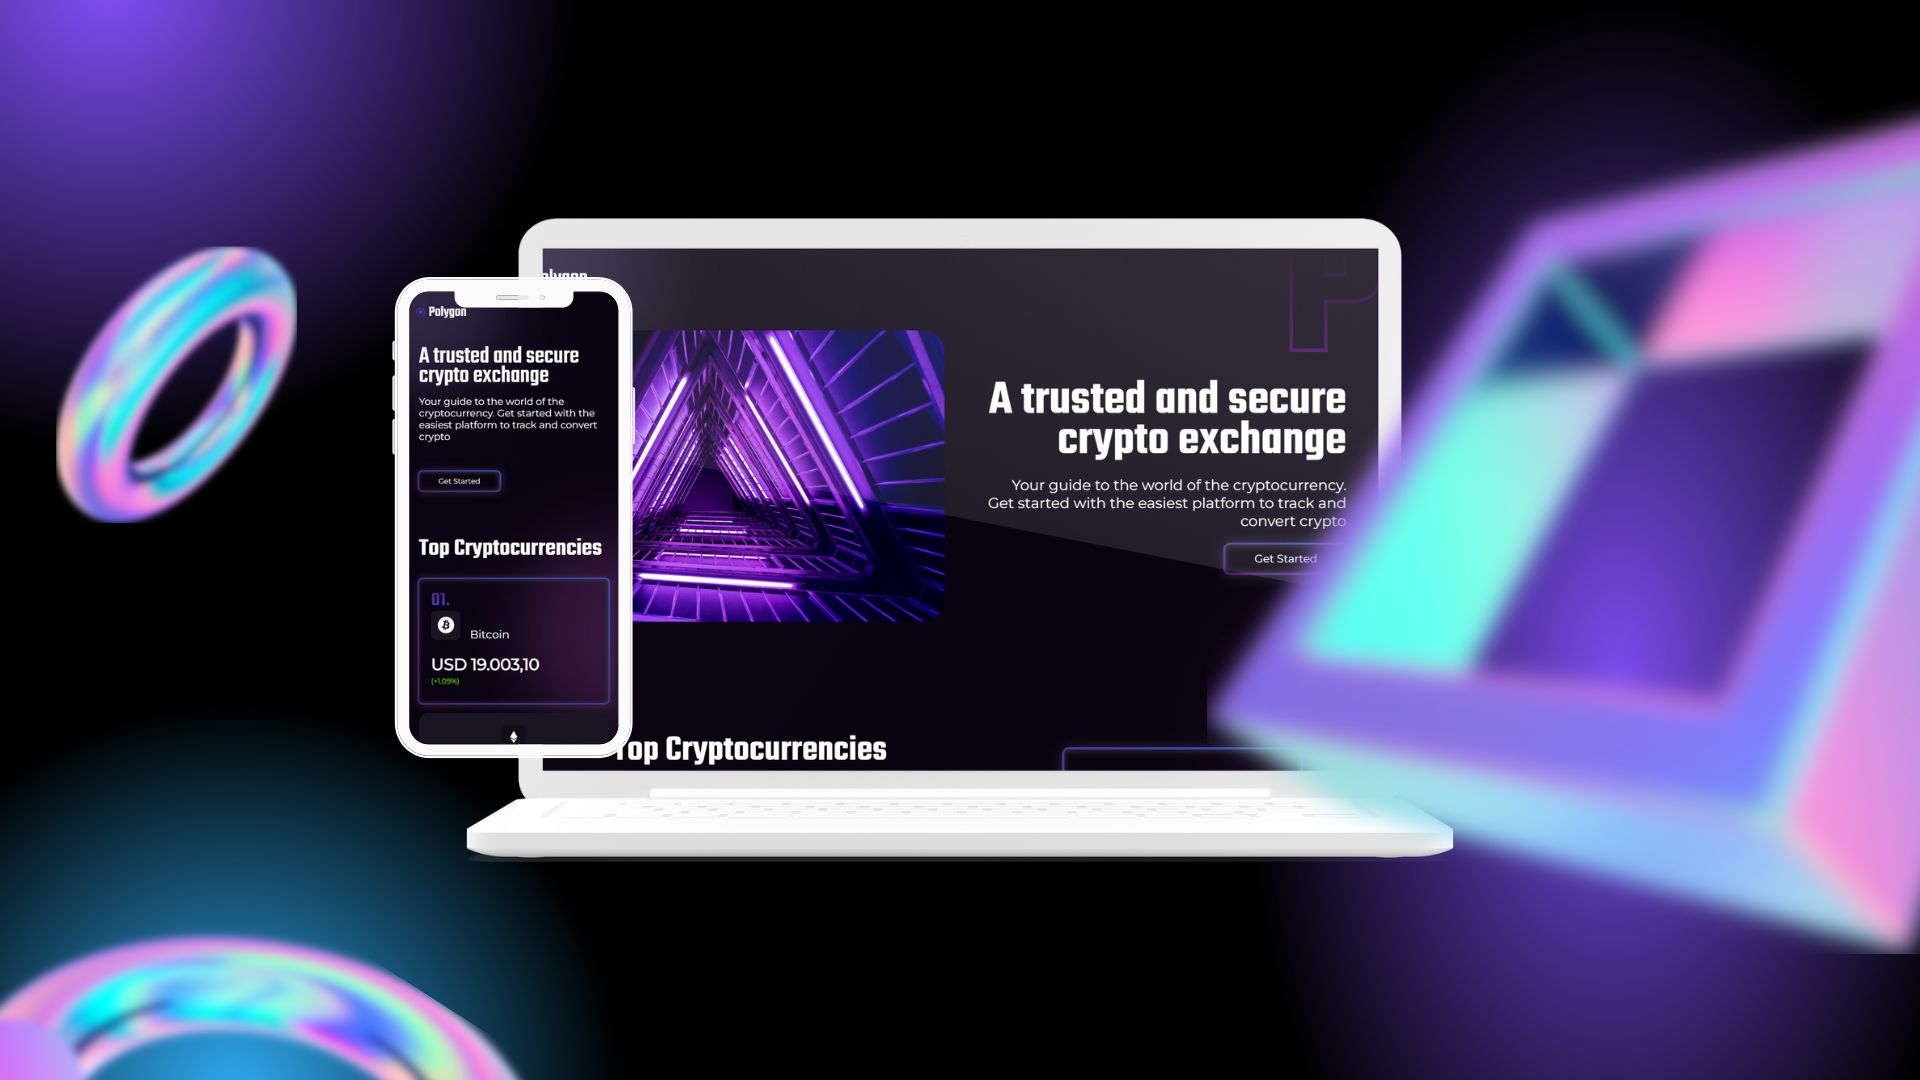 Polygon
A trusted and secure
crypto exchange
Your guide to the world of the
cryptocurrency. Get started with the
easiest platform to track and convert
crypto
Get Started
Top Cryptocurrencies
01.
Bitcoin
USD 19.003,10
(+1.09%)
olygon
P
A trusted and secure
crypto exchange
Your guide to the world of the cryptocurrency.
Get started with the easiest platform to track and
convert crypto
Get Started
Top Cryptocurrencies